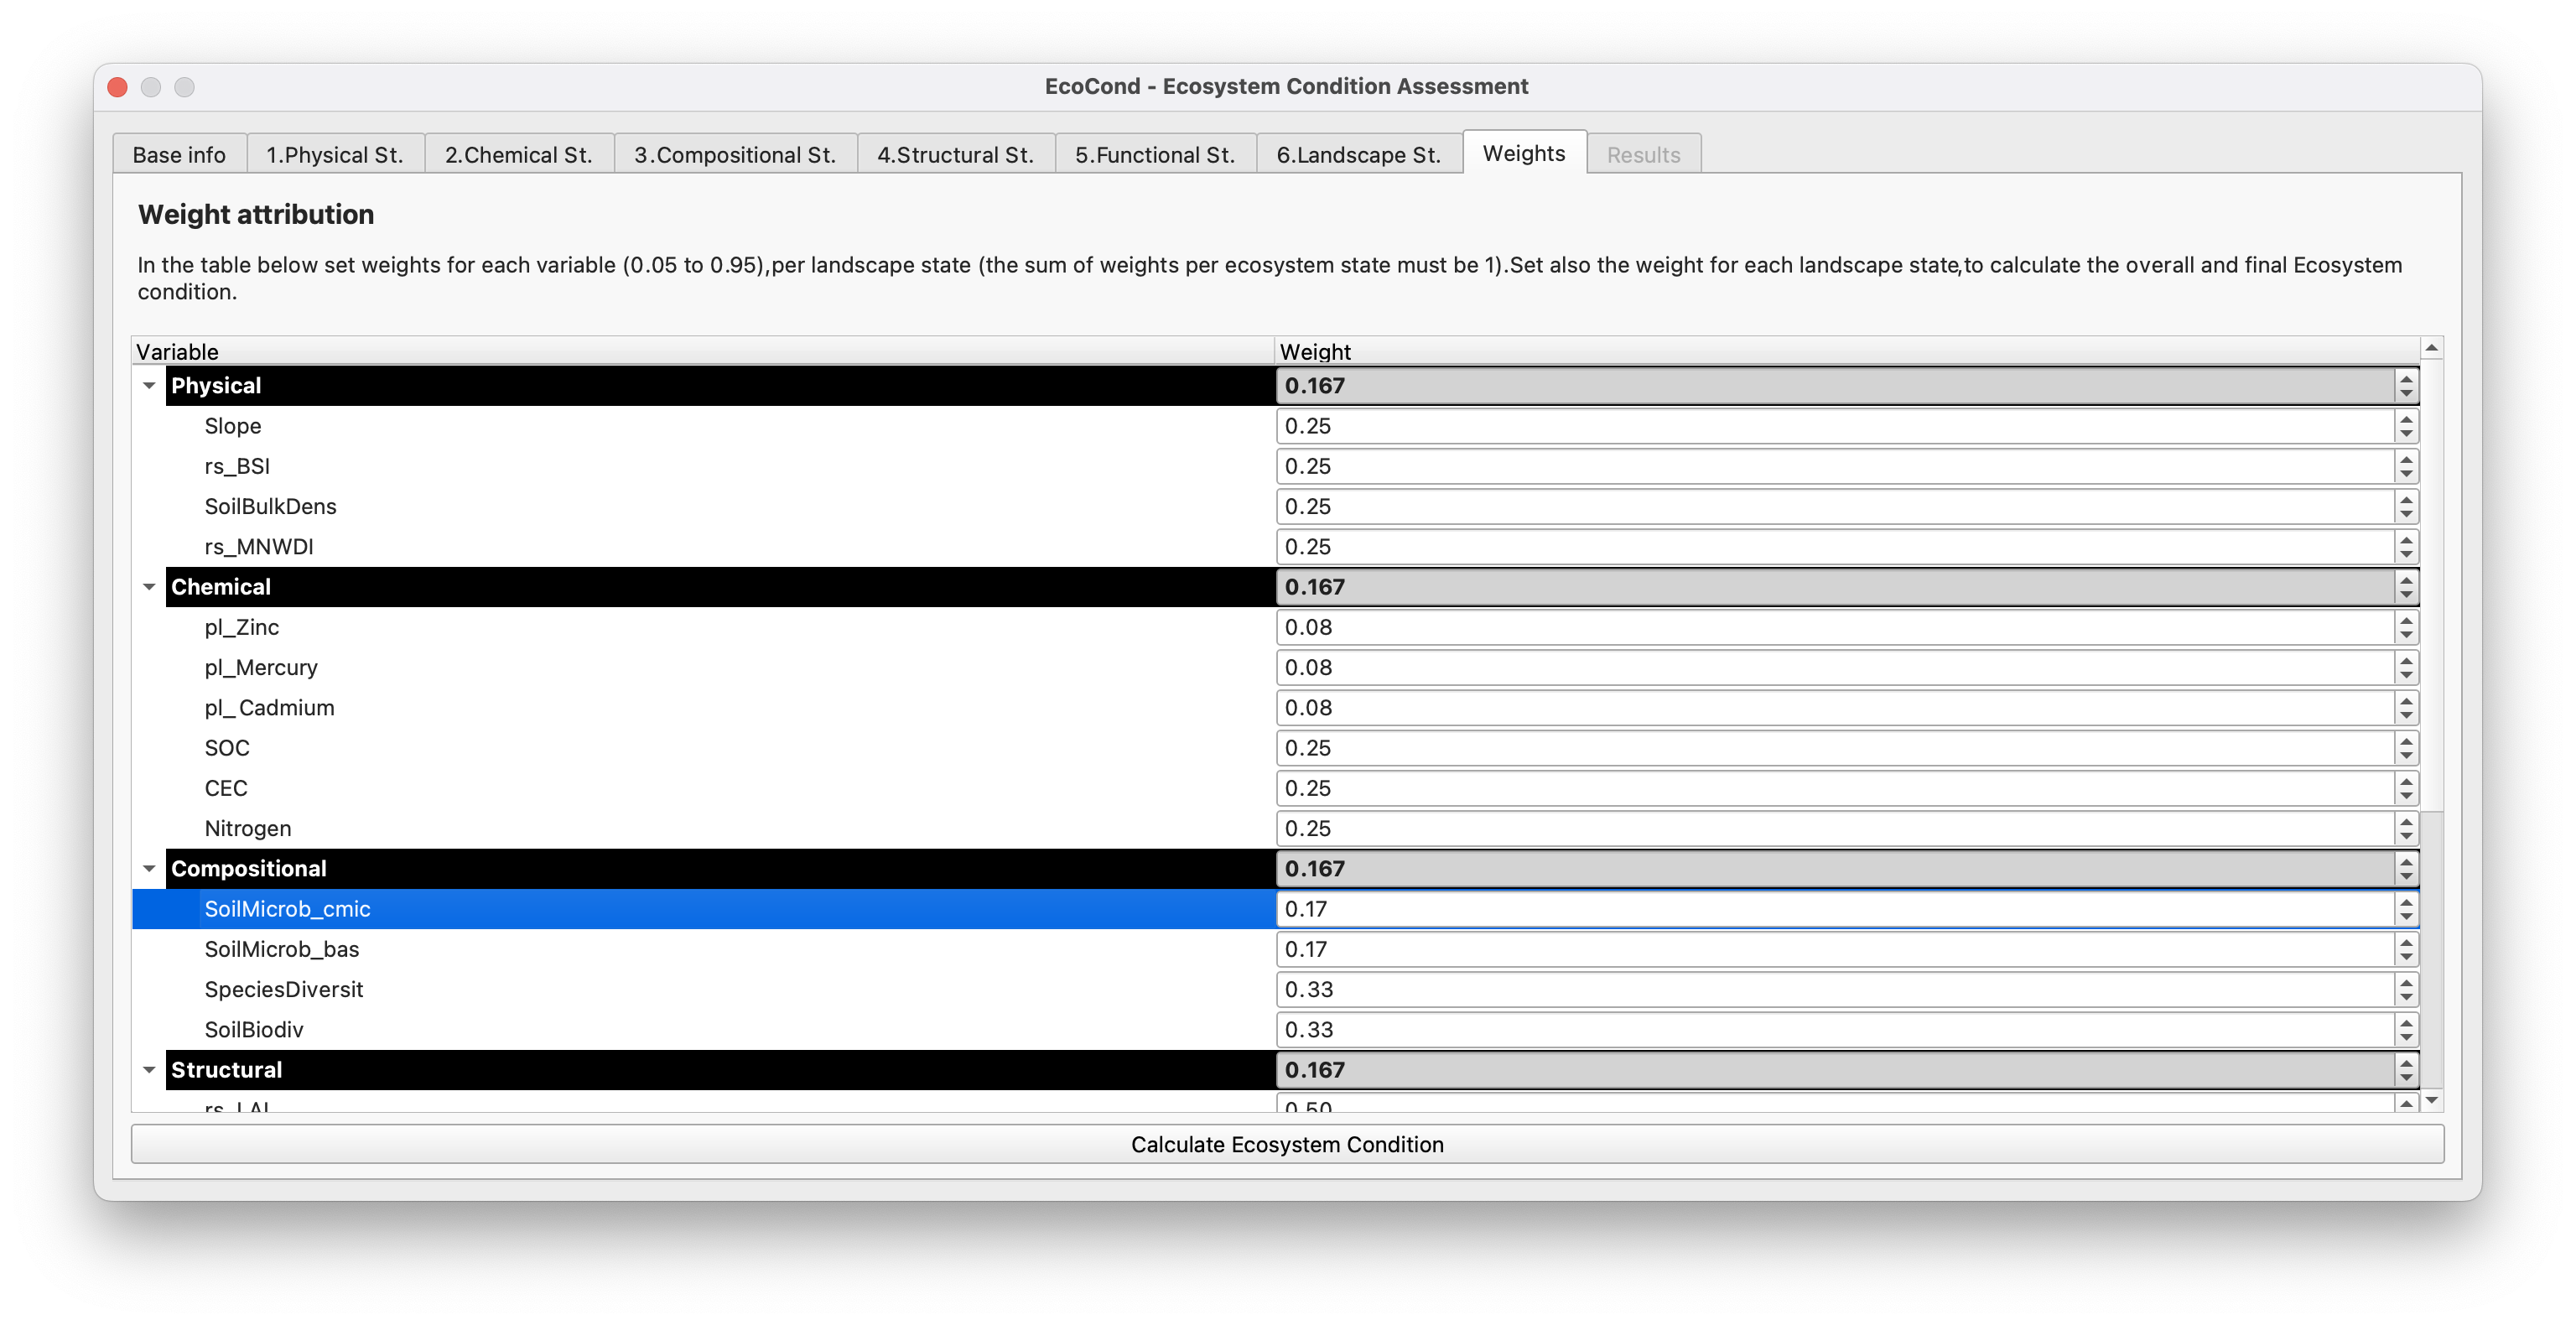 EcoCond - Ecosystem Condition Assessment
Base info 1.Physical St. 2.Chemical St. 3.Compositional St. 4.Structural St. 5.Functional St. 6.Landscape St. Weights Results
Weight attribution
In the table below set weights for each variable (0.05 to 0.95),per landscape state (the sum of weights per ecosystem state must be 1).Set also the weight for each landscape state,to calculate the overall and final Ecosystem
condition.
Variable Weight
Physical 0.167
Slope 0.25
rs_BSI 0.25
SoilBulkDens 0.25
rs_MNWDI 0.25
Chemical 0.167
pl_Zinc 0.08
pl_Mercury 0.08
pl_Cadmium 0.08
SOC 0.25
CEC 0.25
Nitrogen 0.25
Compositional 0.167
SoilMicrob_cmic 0.17
SoilMicrob_bas 0.17
SpeciesDiversit 0.33
SoilBiodiv 0.33
Structural 0.167
rs_LAI 0.50
Calculate Ecosystem Condition